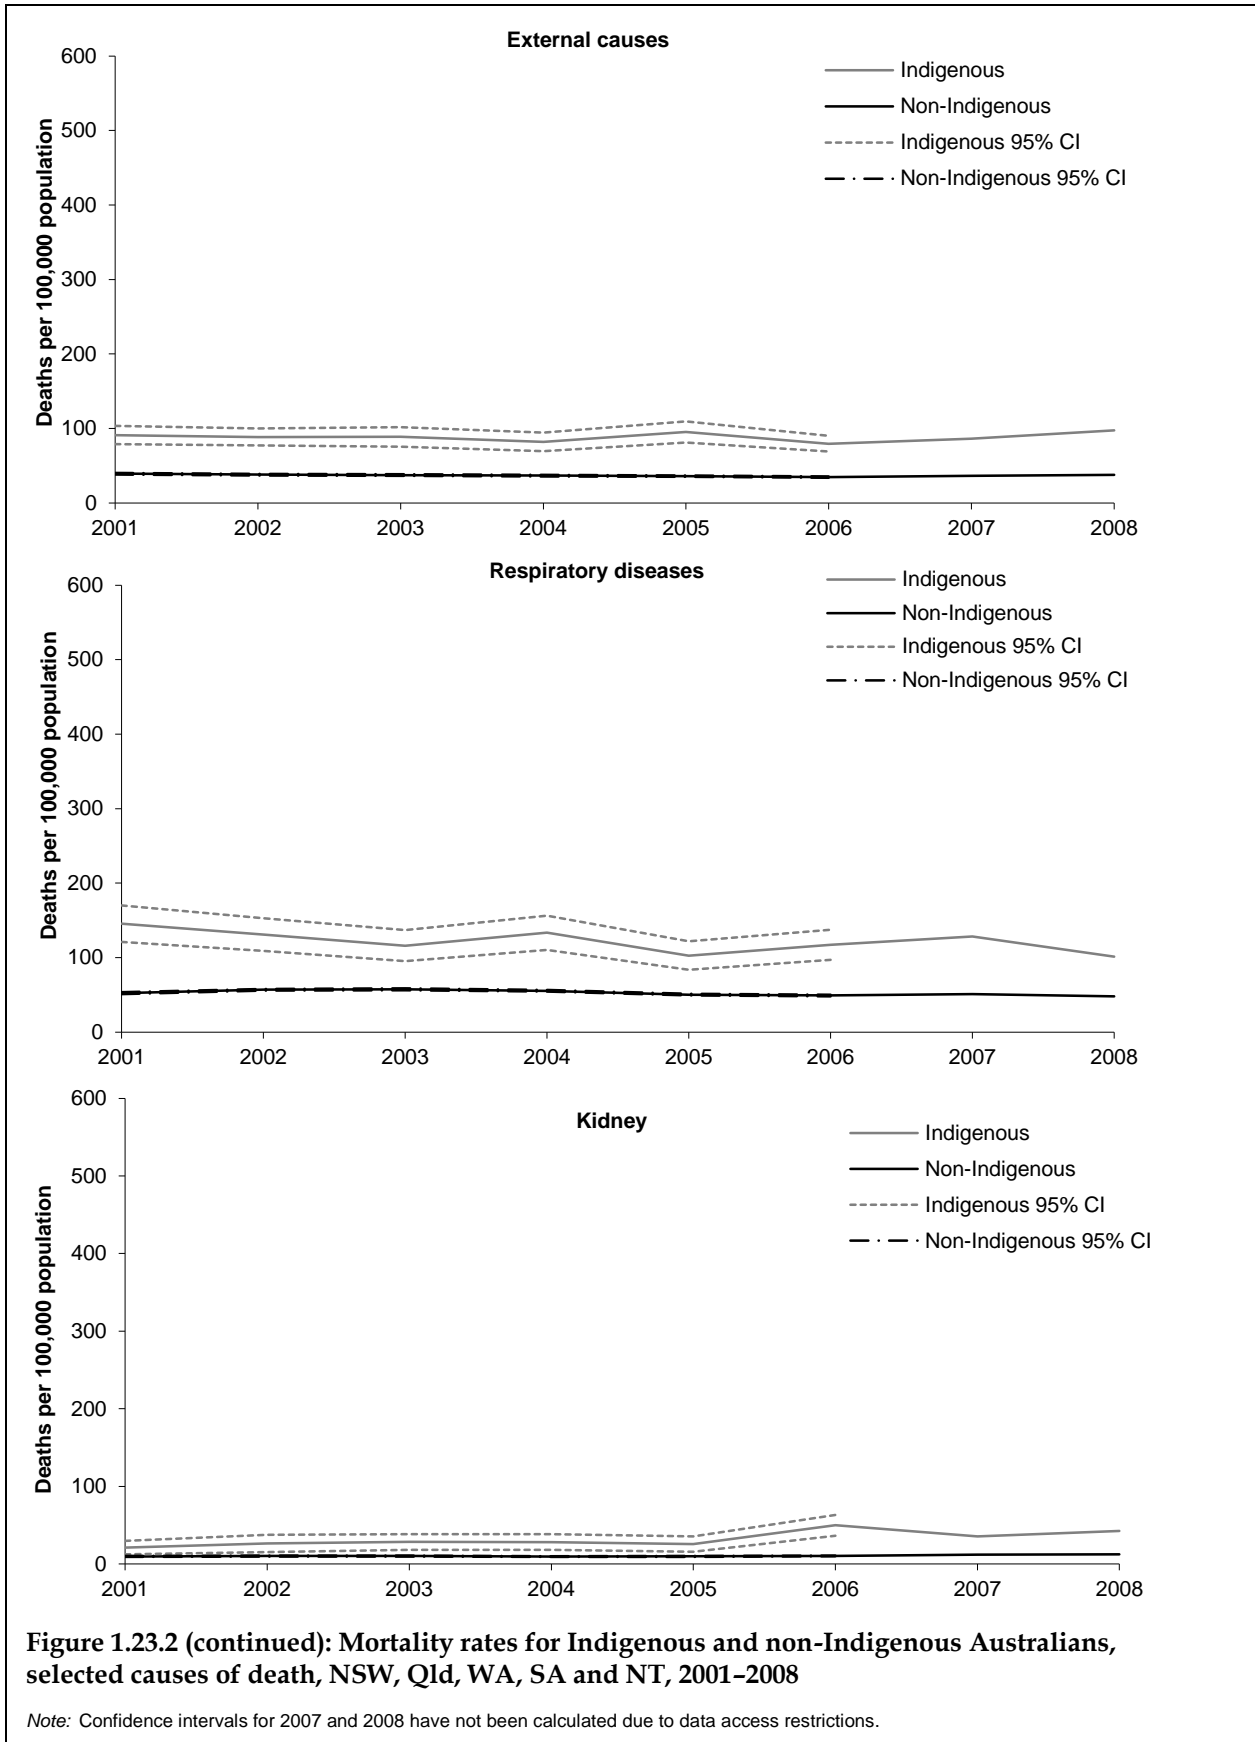 External causes
600
500
400
300
200
100
0
Deaths per 100,000 population
Indigenous
Non-Indigenous
Indigenous 95% CI
Non-Indigenous 95% CI
2001 2002 2003 2004 2005 2006 2007 2008
Respiratory diseases
600
500
400
300
200
100
0
Deaths per 100,000 population
Indigenous
Non-Indigenous
Indigenous 95% CI
Non-Indigenous 95% CI
2001 2002 2003 2004 2005 2006 2007 2008
Kidney
600
500
400
300
200
100
0
Deaths per 100,000 population
Indigenous
Non-Indigenous
Indigenous 95% CI
Non-Indigenous 95% CI
2001 2002 2003 2004 2005 2006 2007 2008
Figure 1.23.2 (continued): Mortality rates for Indigenous and non-Indigenous Australians,
selected causes of death, NSW, Qld, WA, SA and NT, 2001–2008
Note: Confidence intervals for 2007 and 2008 have not been calculated due to data access restrictions.